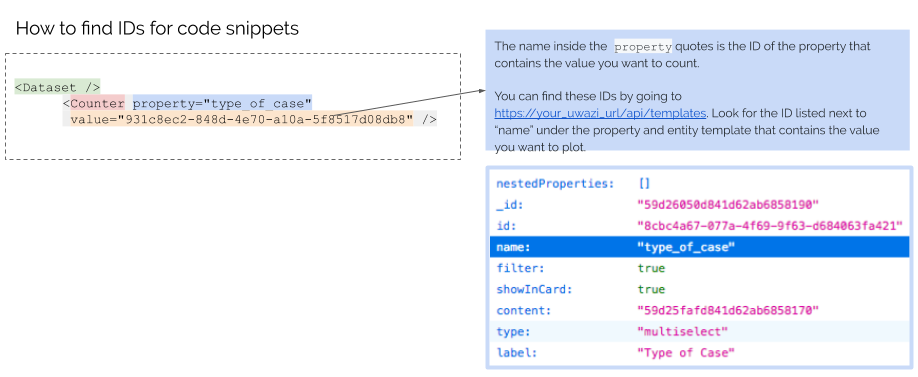 How to find IDs for code snippets
<Dataset />
<Counter property="type_of_case"
value="931c8ec2-848d-4e70-a10a-5f8517d08db8" />
The name inside the property quotes is the ID of the property that
contains the value you want to count.
You can find these IDs by going to
https://your_uwazi_url/api/templates. Look for the ID listed next to
“name” under the property and entity template that contains the value
you want to plot.
nestedProperties: []
_id: "59d26050d841d62ab6858190"
id: "8cbc4a67-077a-4f69-9f63-d684063fa421"
name: "type_of_case"
filter: true
showInCard: true
content: "59d25fafd841d62ab6858170"
type: "multiselect"
label: "Type of Case"